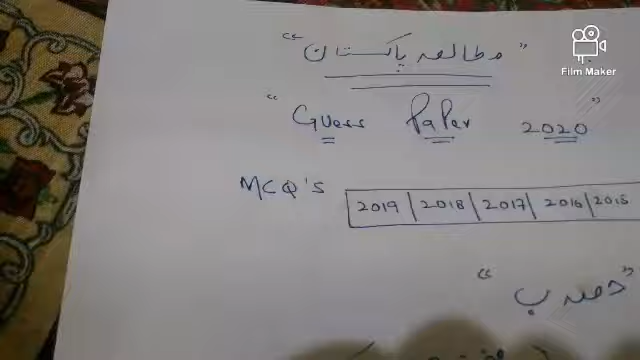 "مطالعہ پاکستان"
Film Maker
"Guess PaPer 2020"
MCQ'S 2019 2018 2017 2016 2015
"حصہ ب"